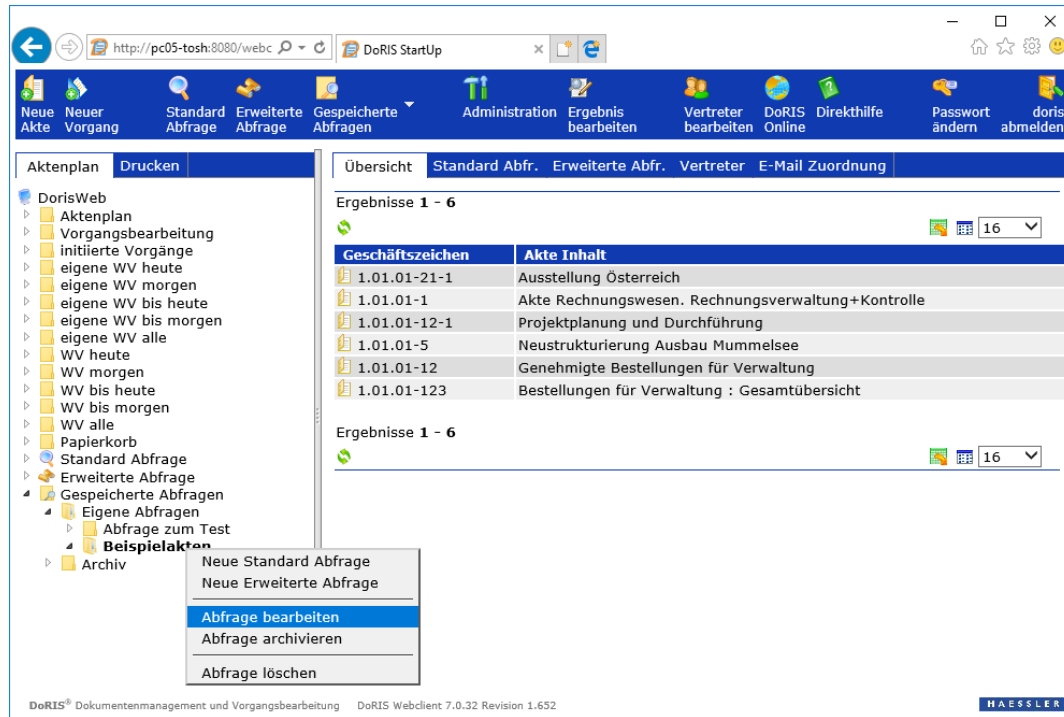 http://pc05-tosh:8080/webc
DoRIS StartUp
Neue Akte
Neuer Vorgang
Standard Abfrage
Erweiterte Abfrage
Gespeicherte Abfragen
Administration
Ergebnis bearbeiten
Vertreter bearbeiten
DoRIS Online
Direkthilfe
Passwort ändern
doris abmelden
Aktenplan Drucken
DorisWeb
Aktenplan
Vorgangsbearbeitung
initiierte Vorgänge
eigene WV heute
eigene WV morgen
eigene WV bis heute
eigene WV bis morgen
eigene WV alle
WV heute
WV morgen
WV bis heute
WV bis morgen
WV alle
Papierkorb
Standard Abfrage
Erweiterte Abfrage
Gespeicherte Abfragen
Eigene Abfragen
Abfrage zum Test
Beispielakten
Archiv
Neue Standard Abfrage
Neue Erweiterte Abfrage
Abfrage bearbeiten
Abfrage archivieren
Abfrage löschen
Übersicht Standard Abfr. Erweiterte Abfr. Vertreter E-Mail Zuordnung
Ergebnisse 1 - 6
16
Geschäftszeichen Akte Inhalt
1.01.01-21-1 Ausstellung Österreich
1.01.01-1 Akte Rechnungswesen. Rechnungsverwaltung+Kontrolle
1.01.01-12-1 Projektplanung und Durchführung
1.01.01-5 Neustrukturierung Ausbau Mummelsee
1.01.01-12 Genehmigte Bestellungen für Verwaltung
1.01.01-123 Bestellungen für Verwaltung : Gesamtübersicht
Ergebnisse 1 - 6
16
DoRIS® Dokumentenmanagement und Vorgangsbearbeitung DoRIS Webclient 7.0.32 Revision 1.652
HAESSLER